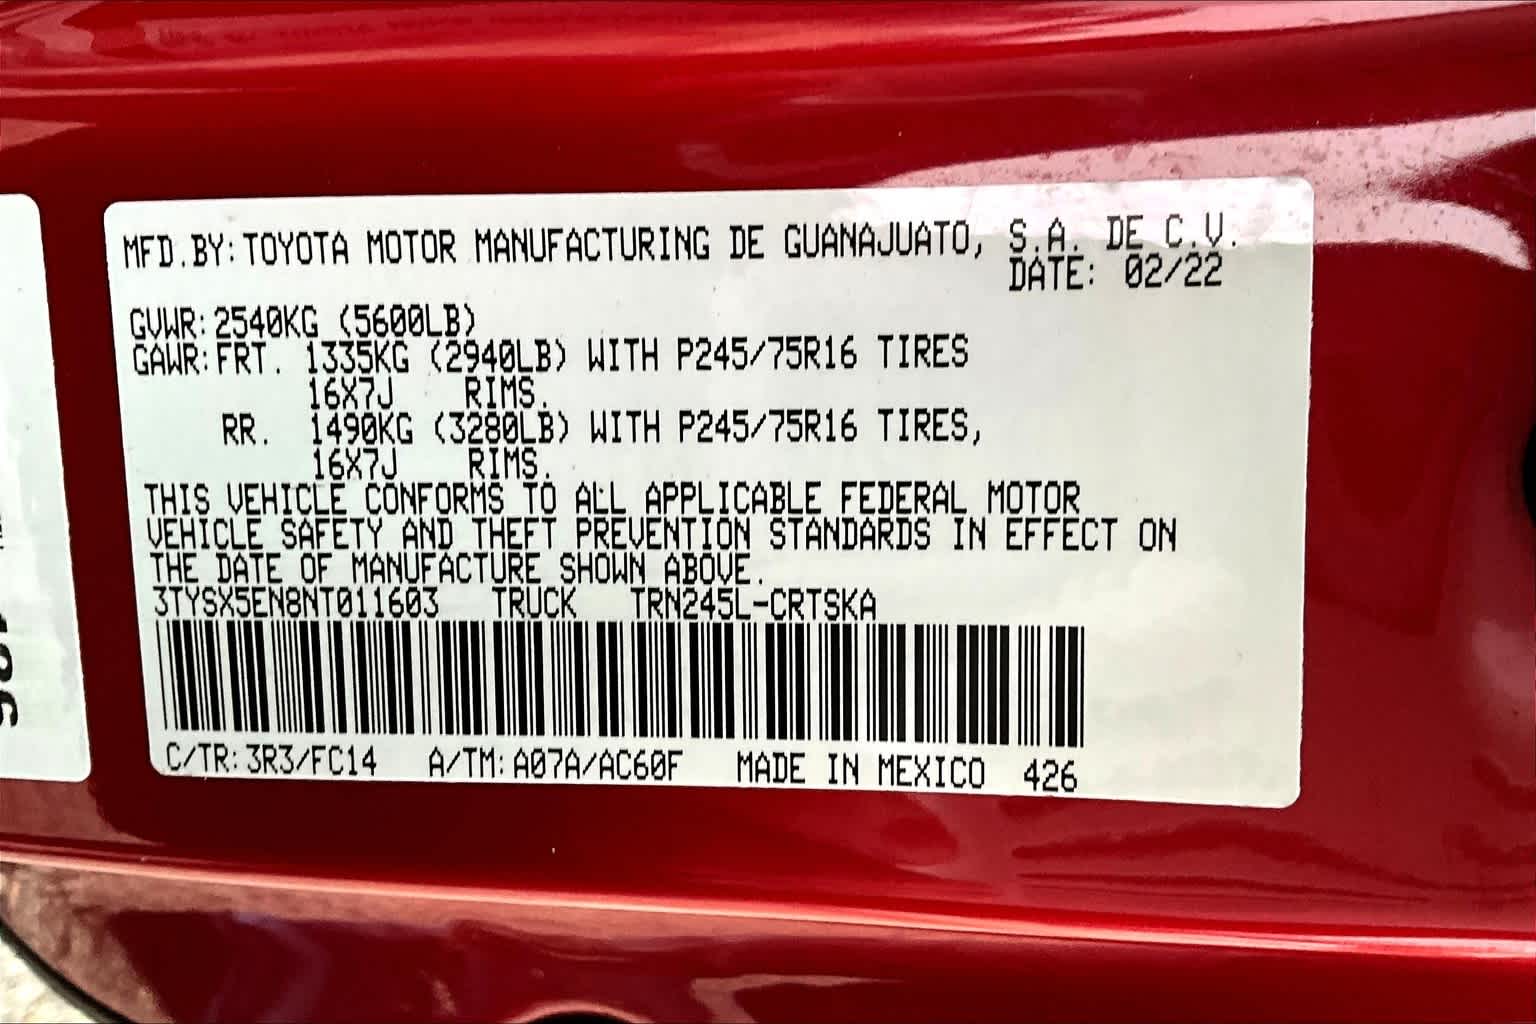 MFD.BY: TOYOTA MOTOR MANUFACTURING DE GUANAJUATO, S.A. DE C.V.
DATE: 02/22
GVWR: 2540KG (5600LB)
GAWR: FRT. 1335KG (2940LB) WITH P245/75R16 TIRES
16X7J RIMS.
RR. 1490KG (3280LB) WITH P245/75R16 TIRES,
16X7J RIMS.
THIS VEHICLE CONFORMS TO ALL APPLICABLE FEDERAL MOTOR
VEHICLE SAFETY AND THEFT PREVENTION STANDARDS IN EFFECT ON
THE DATE OF MANUFACTURE SHOWN ABOVE.
3TYSX5EN8NT011603 TRUCK TRN245L-CRTSKA
C/TR: 3R3/FC14 A/TM: A07A/AC60F MADE IN MEXICO 426